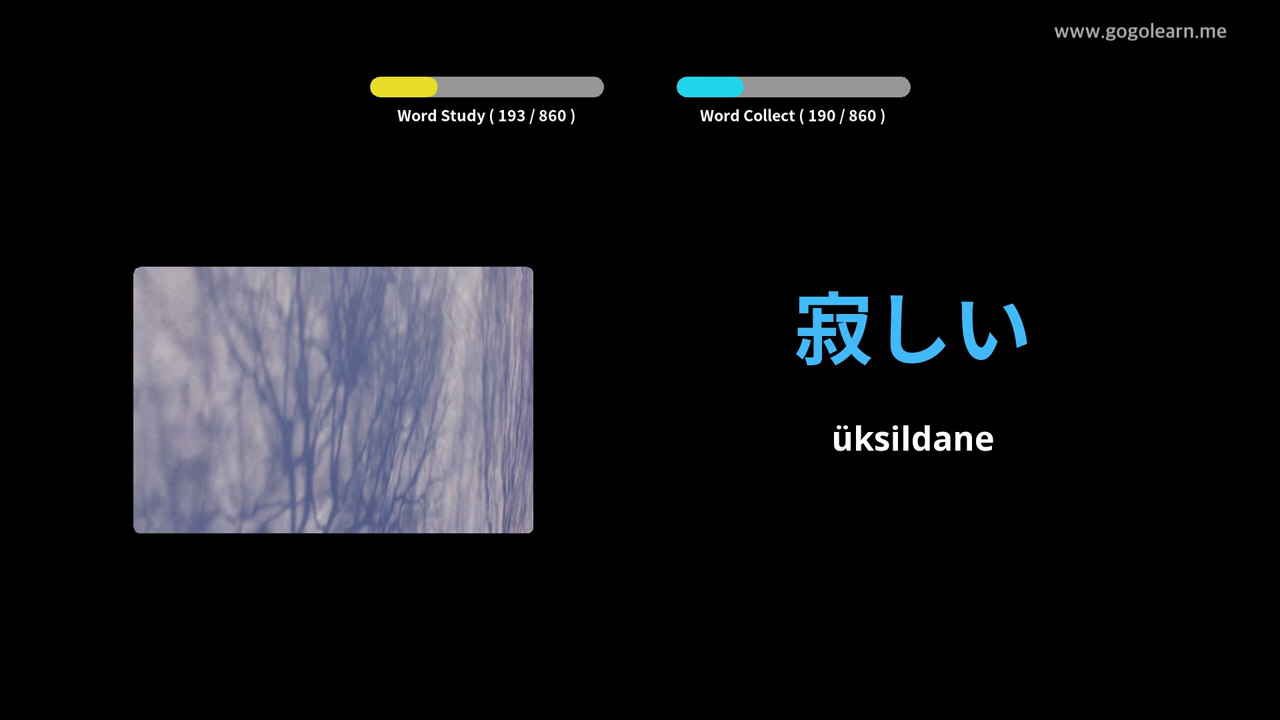 www.gogolearn.me
Word Study ( 193 / 860 )
Word Collect ( 190 / 860 )
寂しい
üksildane